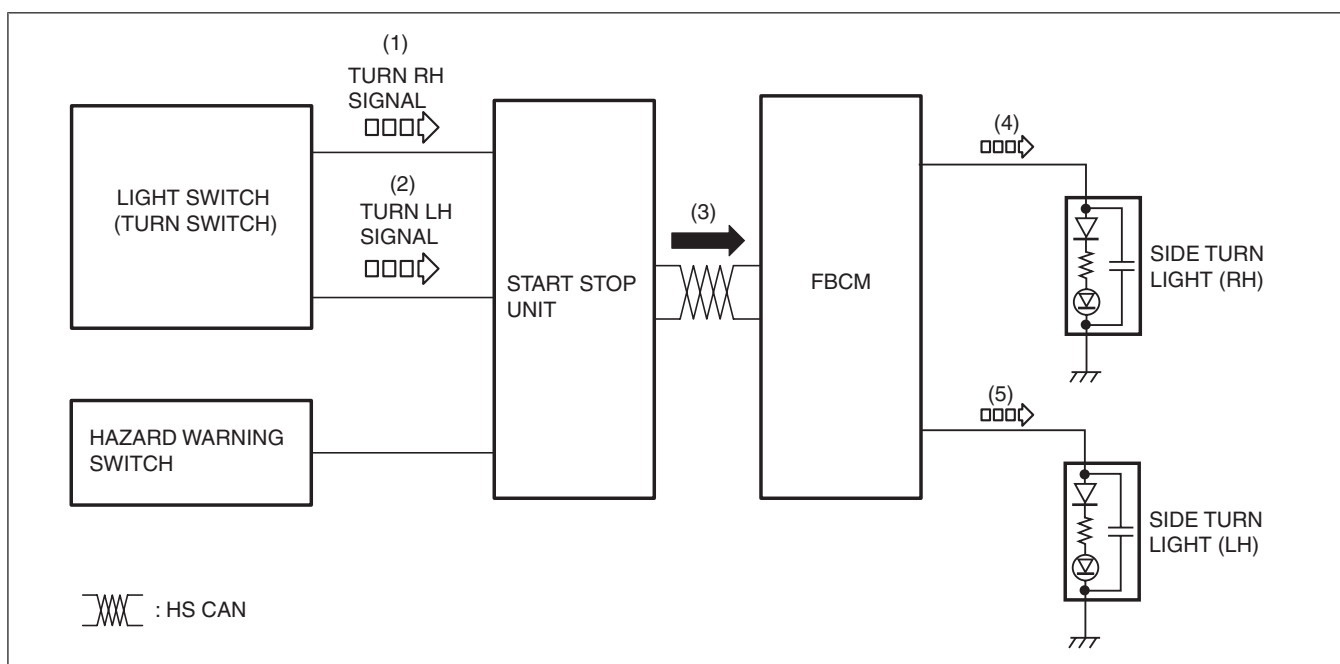 (1)
TURN RH
SIGNAL
LIGHT SWITCH
(TURN SWITCH)
(2)
TURN LH
SIGNAL
HAZARD WARNING
SWITCH
START STOP
UNIT
(3)
FBCM
(4)
SIDE TURN
LIGHT (RH)
(5)
SIDE TURN
LIGHT (LH)
: HS CAN